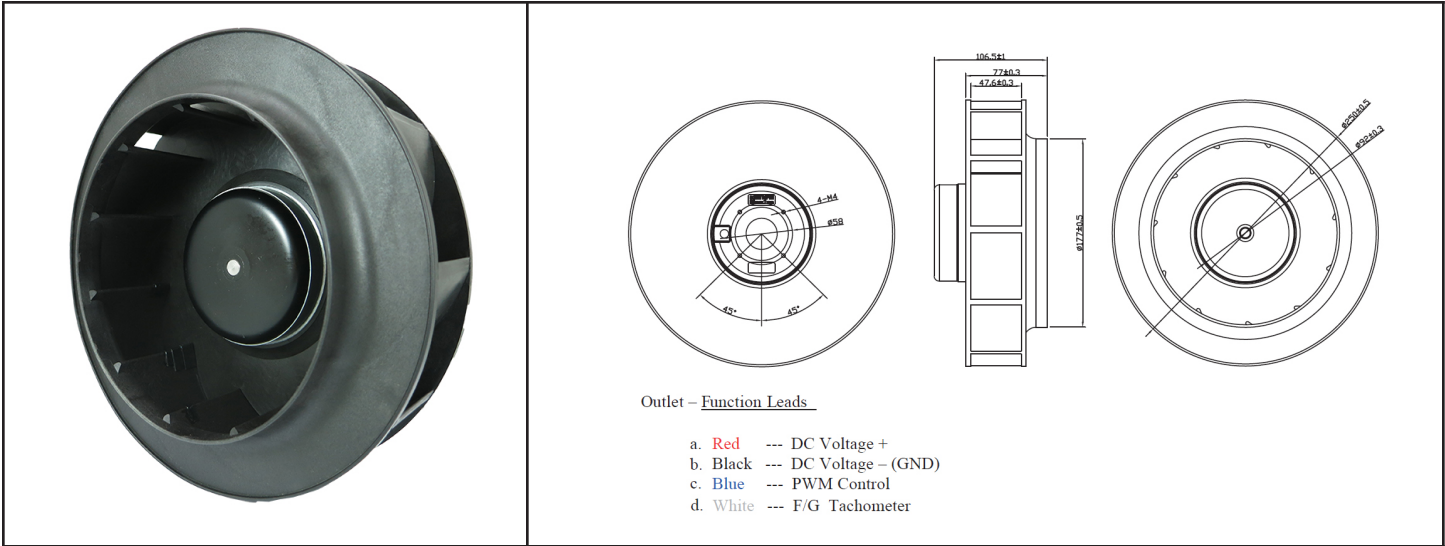 106.5±1
77±0.3
47.6±0.3
ø250±0.5
ø92±0.3
4-M4
ø58
ø177±0.5
45°
45°
Outlet – Function Leads
a. Red --- DC Voltage +
b. Black --- DC Voltage – (GND)
c. Blue --- PWM Control
d. White --- F/G Tachometer